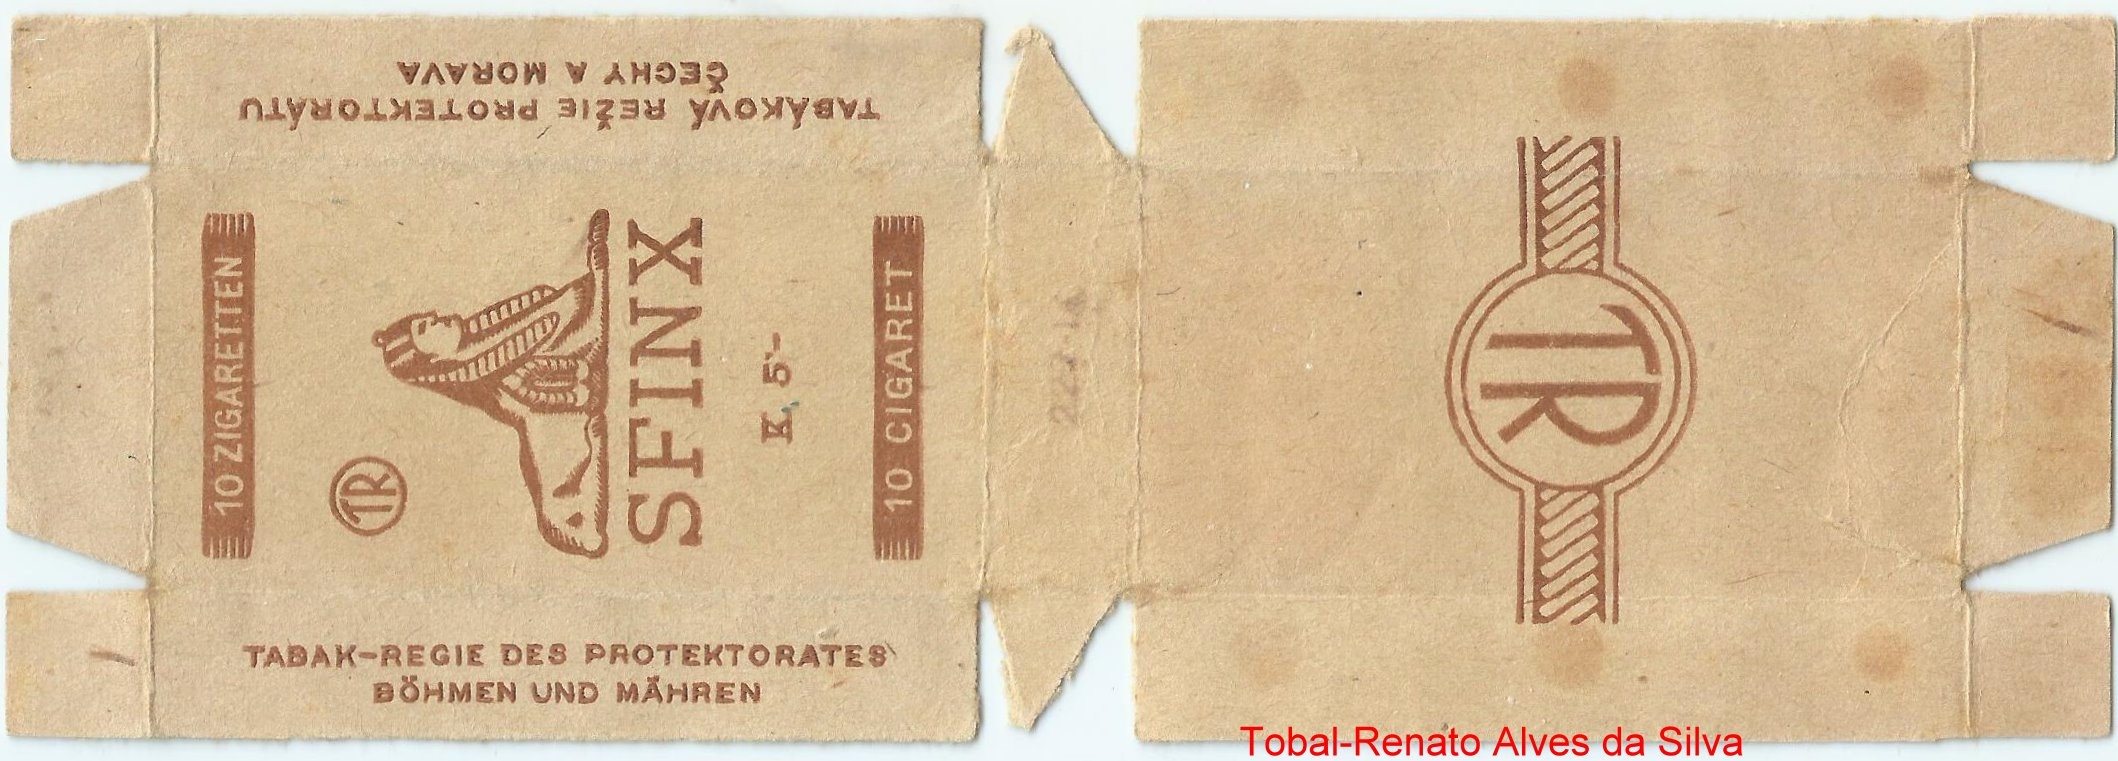 TABÁKOVÁ REŽIE PROTEKTORÁTU
ČECHY A MORAVA
10 ZIGARETTEN
TR
SFINX
K 5·-
10 CIGARET
TABAK-REGIE DES PROTEKTORATES
BÖHMEN UND MÄHREN
TR
Tobal-Renato Alves da Silva